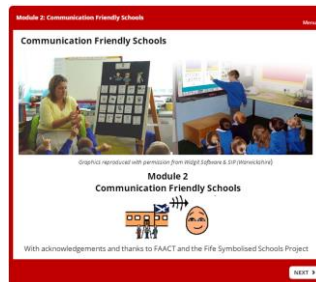 Module 2: Communication Friendly Schools
Menu
Communication Friendly Schools
Graphics reproduced with permission from Widgit Software & SIP (Warwickshire)
Module 2
Communication Friendly Schools
With acknowledgements and thanks to FAACT and the Fife Symbolised Schools Project
NEXT >